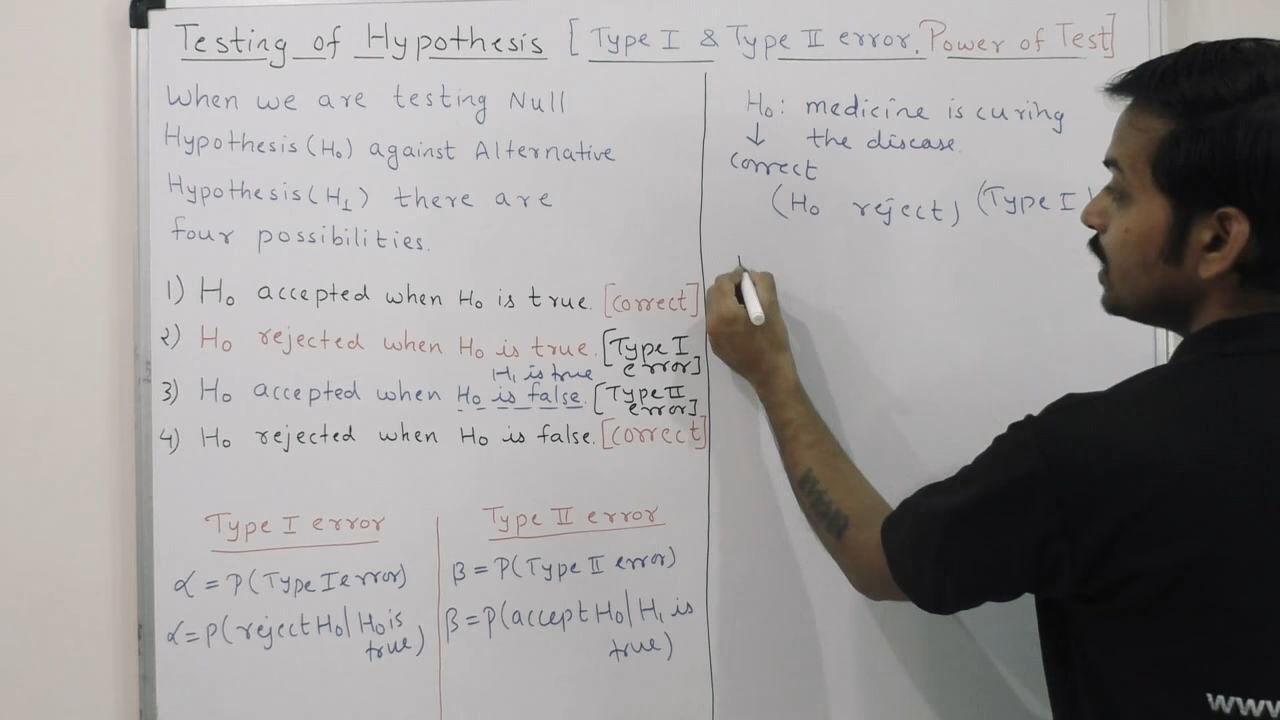 Testing of Hypothesis [Type I & Type II error, Power of Test]
When we are testing Null
Hypothesis (H₀) against Alternative
Hypothesis (H₁) there are
four possibilities.
1) H₀ accepted when H₀ is true. [correct]
2) H₀ rejected when H₀ is true. [Type I
error]
H₁ is true
3) H₀ accepted when H₀ is false. [Type II
error]
4) H₀ rejected when H₀ is false. [correct]
Type I error
α = P(Type I error)
α = P(reject H₀ | H₀ is
true)
Type II error
β = P(Type II error)
β = P(accept H₀ | H₁ is
true)
H₀: medicine is curing
↓ the disease.
correct
(H₀ reject) (Type I)
www